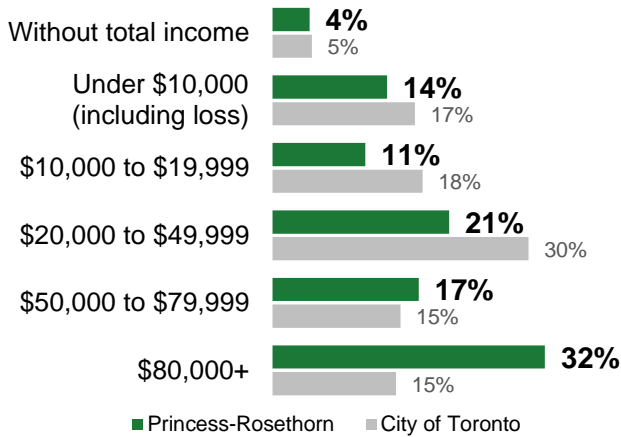 Without total income
4%
5%
Under $10,000
(including loss)
14%
17%
$10,000 to $19,999
11%
18%
$20,000 to $49,999
21%
30%
$50,000 to $79,999
17%
15%
$80,000+
32%
15%
Princess-Rosethorn City of Toronto